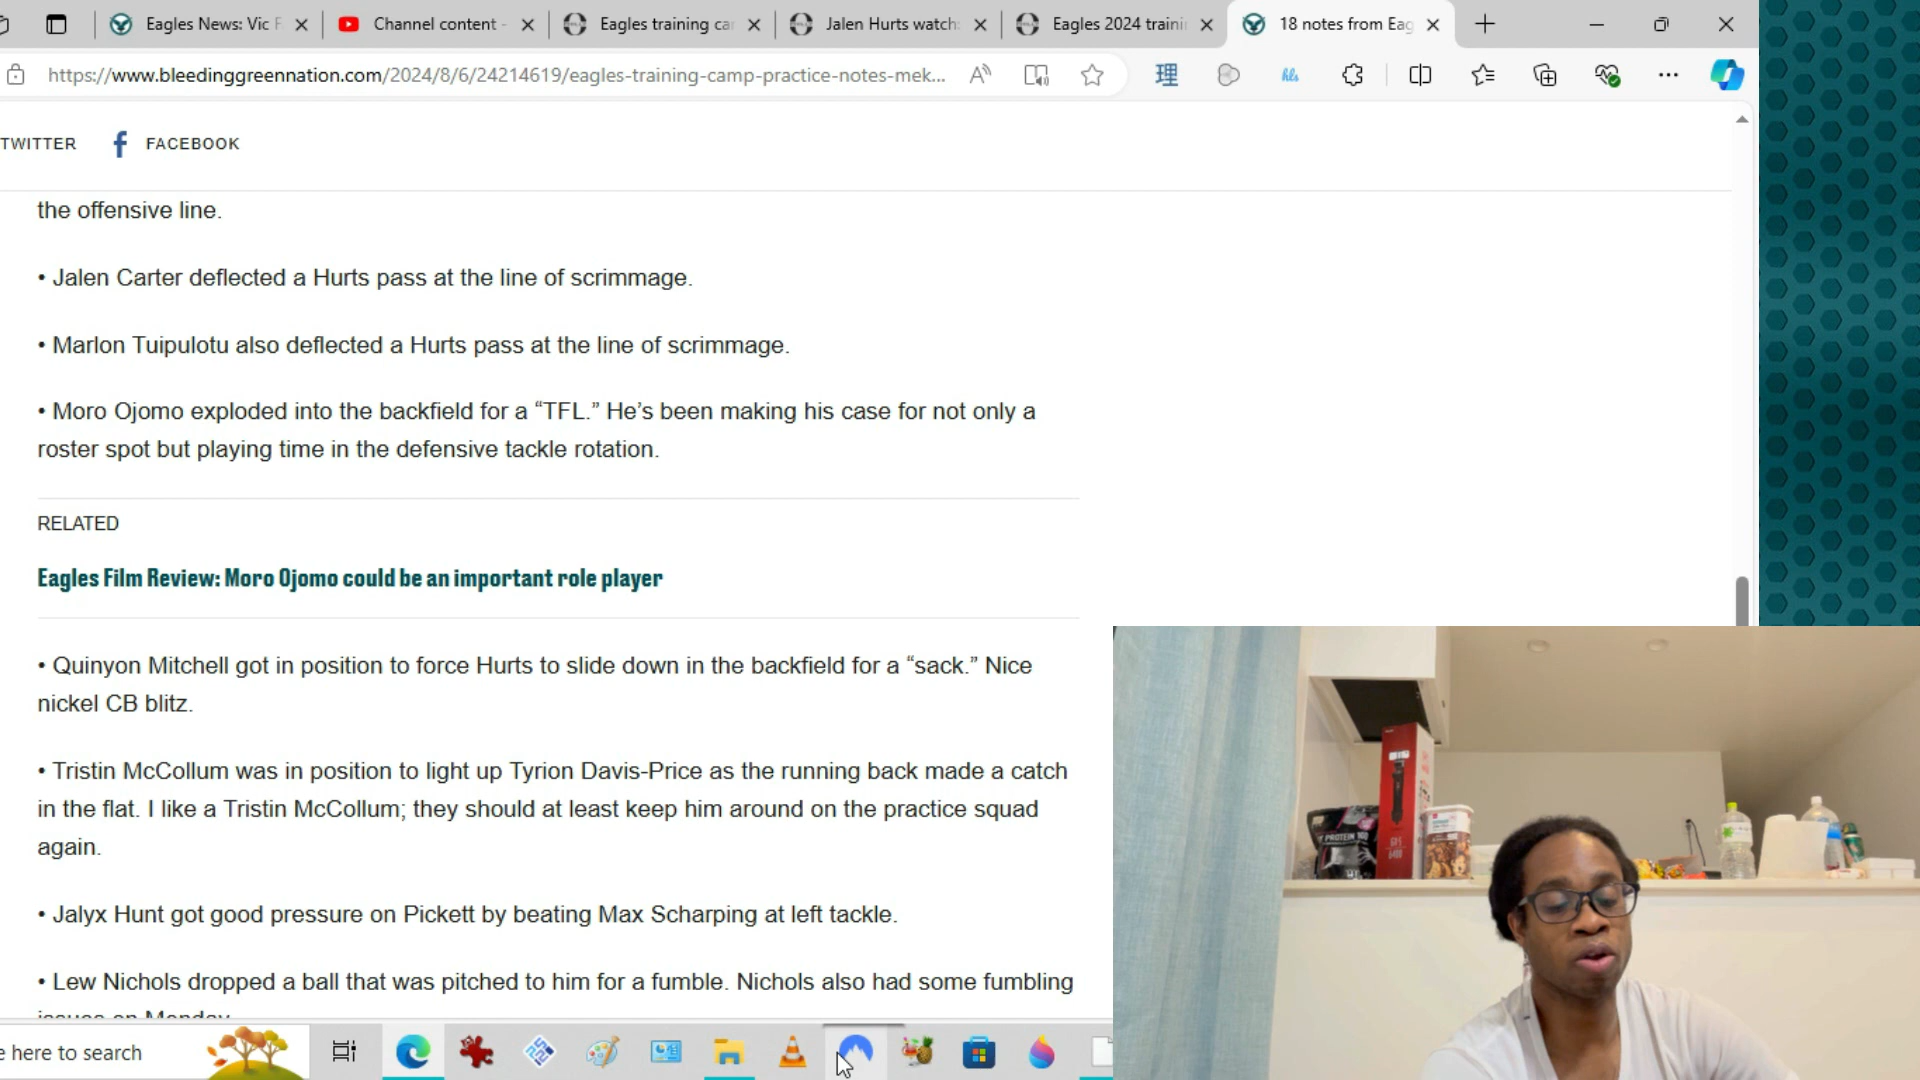 Eagles News: Vic F
Channel content -
Eagles training ca
Jalen Hurts watch
Eagles 2024 traini
18 notes from Eag
https://www.bleedinggreennation.com/2024/8/6/24214619/eagles-training-camp-practice-notes-mek...
理
hls
TWITTER
FACEBOOK
the offensive line.
• Jalen Carter deflected a Hurts pass at the line of scrimmage.
• Marlon Tuipulotu also deflected a Hurts pass at the line of scrimmage.
• Moro Ojomo exploded into the backfield for a “TFL.” He’s been making his case for not only a
roster spot but playing time in the defensive tackle rotation.
RELATED
Eagles Film Review: Moro Ojomo could be an important role player
• Quinyon Mitchell got in position to force Hurts to slide down in the backfield for a “sack.” Nice
nickel CB blitz.
• Tristin McCollum was in position to light up Tyrion Davis-Price as the running back made a catch
in the flat. I like a Tristin McCollum; they should at least keep him around on the practice squad
again.
• Jalyx Hunt got good pressure on Pickett by beating Max Scharping at left tackle.
• Lew Nichols dropped a ball that was pitched to him for a fumble. Nichols also had some fumbling
issues on Monday.
PROTEIN
e here to search